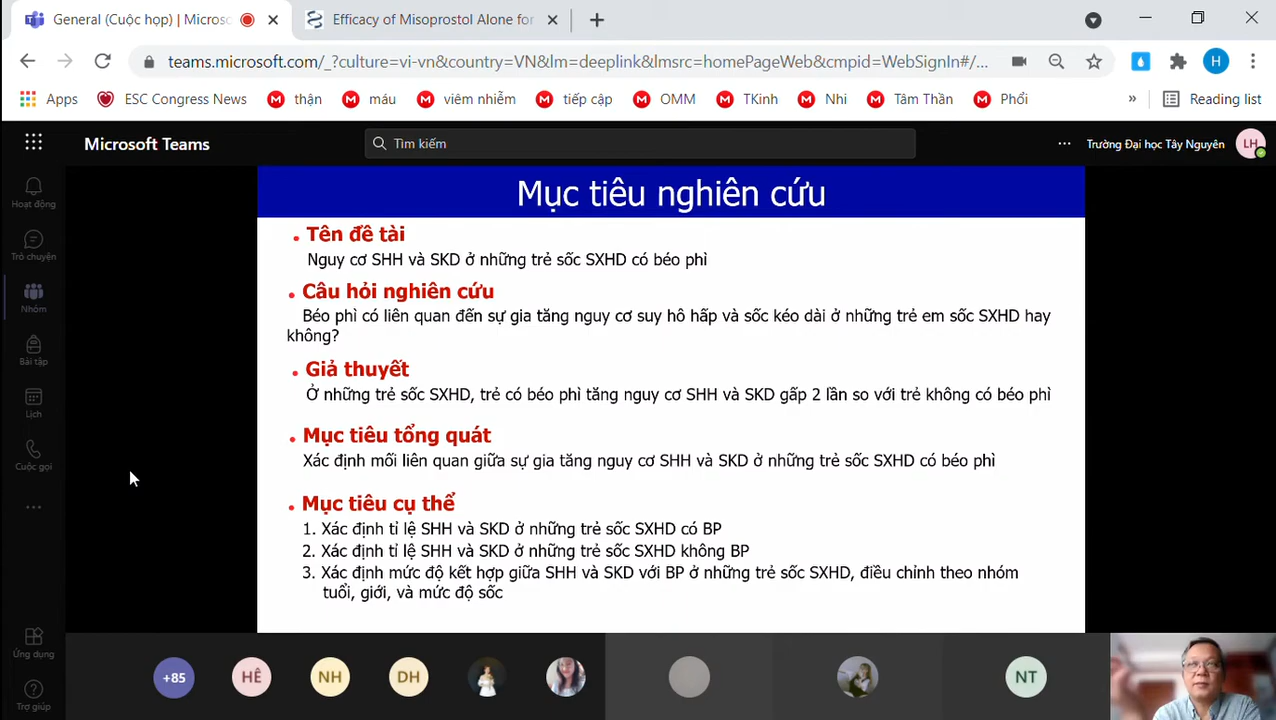 General (Cuộc họp) | Micros
Efficacy of Misoprostol Alone for
teams.microsoft.com/_?culture=vi-vn&country=VN&lm=deeplink&lmsrc=homePageWeb&cmpid=WebSignIn#/...
H
Apps
ESC Congress News
thận
máu
viêm nhiễm
tiếp cập
OMM
TKinh
Nhi
Tâm Thần
Phổi
»
Reading list
Microsoft Teams
Tìm kiếm
Trường Đại học Tây Nguyên
LH
Hoạt động
Trò chuyện
Nhóm
Bài tập
Lịch
Cuộc gọi
Ứng dụng
Trợ giúp
Mục tiêu nghiên cứu
• Tên đề tài
Nguy cơ SHH và SKD ở những trẻ sốc SXHD có béo phì
• Câu hỏi nghiên cứu
Béo phì có liên quan đến sự gia tăng nguy cơ suy hô hấp và sốc kéo dài ở những trẻ em sốc SXHD hay
không?
• Giả thuyết
Ở những trẻ sốc SXHD, trẻ có béo phì tăng nguy cơ SHH và SKD gấp 2 lần so với trẻ không có béo phì
• Mục tiêu tổng quát
Xác định mối liên quan giữa sự gia tăng nguy cơ SHH và SKD ở những trẻ sốc SXHD có béo phì
• Mục tiêu cụ thể
1. Xác định tỉ lệ SHH và SKD ở những trẻ sốc SXHD có BP
2. Xác định tỉ lệ SHH và SKD ở những trẻ sốc SXHD không BP
3. Xác định mức độ kết hợp giữa SHH và SKD với BP ở những trẻ sốc SXHD, điều chỉnh theo nhóm
tuổi, giới, và mức độ sốc
+85
HÊ
NH
DH
NT